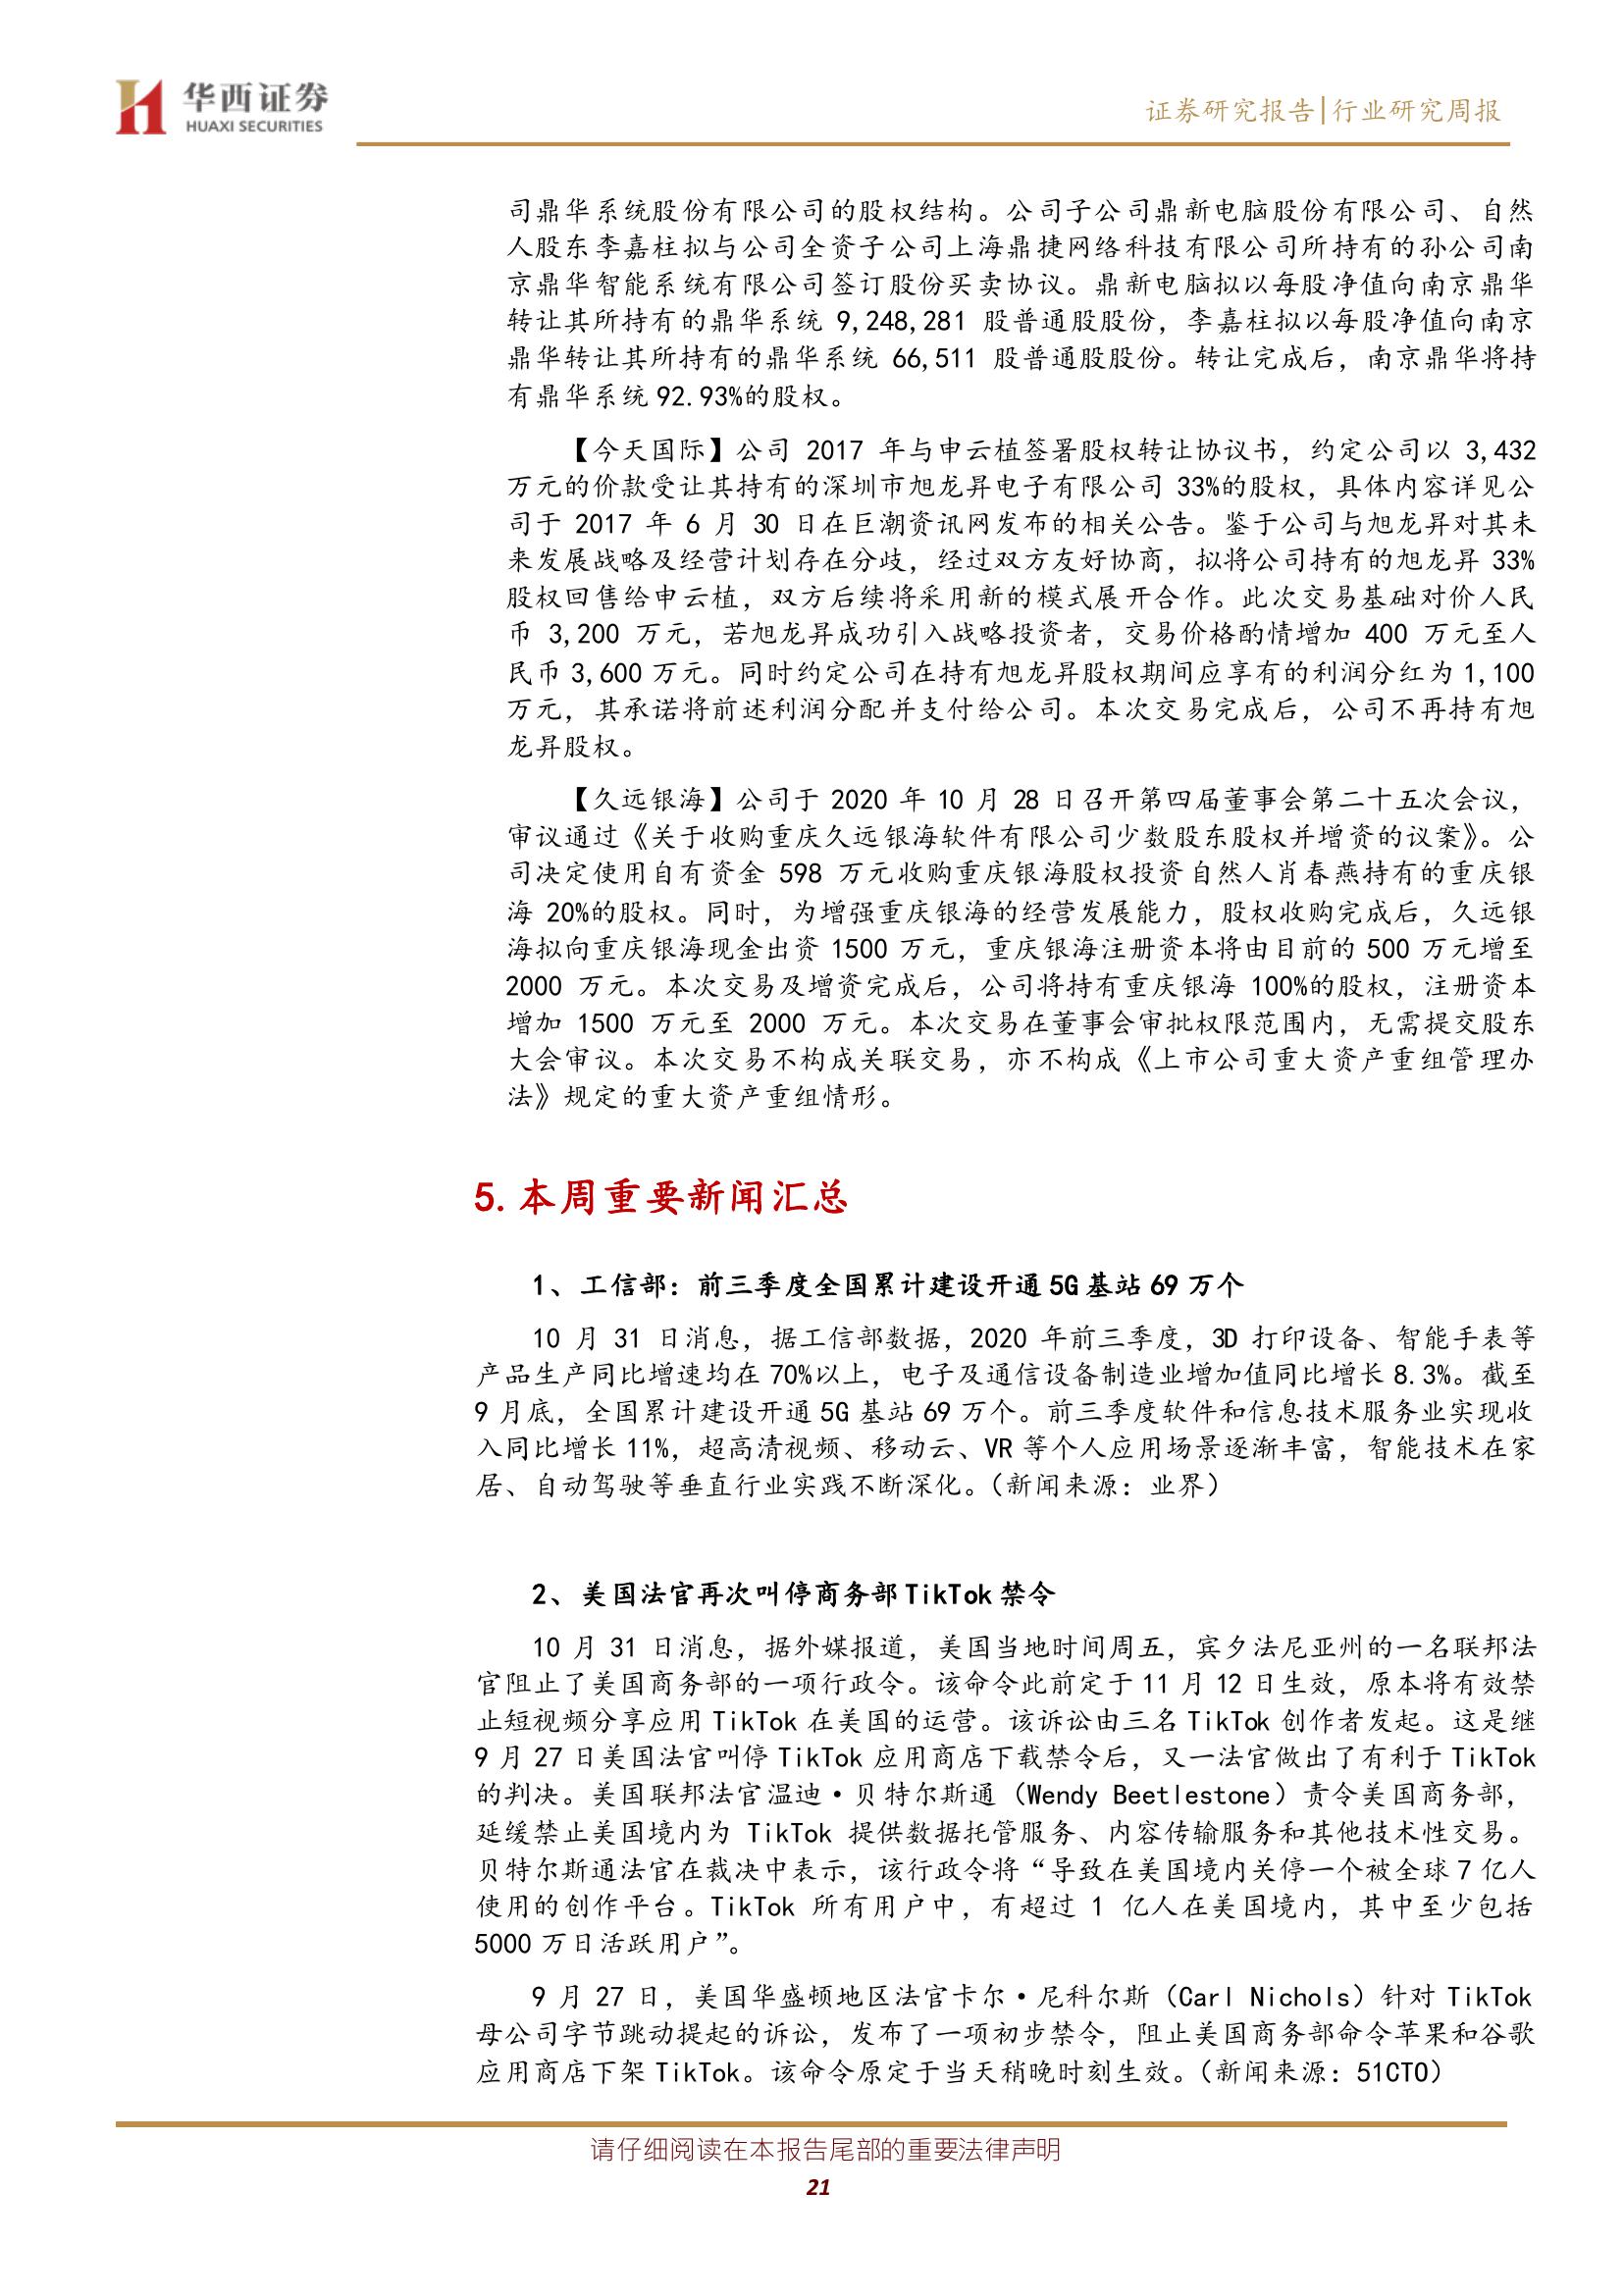 华西证券
HUAXI SECURITIES
证券研究报告|行业研究周报
司鼎华系统股份有限公司的股权结构。公司子公司鼎新电脑股份有限公司、自然
人股东李嘉柱拟与公司全资子公司上海鼎捷网络科技有限公司所持有的孙公司南
京鼎华智能系统有限公司签订股份买卖协议。鼎新电脑拟以每股净值向南京鼎华
转让其所持有的鼎华系统 9,248,281 股普通股股份，李嘉柱拟以每股净值向南京
鼎华转让其所持有的鼎华系统 66,511 股普通股股份。转让完成后，南京鼎华将持
有鼎华系统 92.93%的股权。
【今天国际】公司 2017 年与申云植签署股权转让协议书，约定公司以 3,432
万元的价款受让其持有的深圳市旭龙昇电子有限公司 33%的股权，具体内容详见公
司于 2017 年 6 月 30 日在巨潮资讯网发布的相关公告。鉴于公司与旭龙昇对其未
来发展战略及经营计划存在分歧，经过双方友好协商，拟将公司持有的旭龙昇 33%
股权回售给申云植，双方后续将采用新的模式展开合作。此次交易基础对价人民
币 3,200 万元，若旭龙昇成功引入战略投资者，交易价格酌情增加 400 万元至人
民币 3,600 万元。同时约定公司在持有旭龙昇股权期间应享有的利润分红为 1,100
万元，其承诺将前述利润分配并支付给公司。本次交易完成后，公司不再持有旭
龙昇股权。
【久远银海】公司于 2020 年 10 月 28 日召开第四届董事会第二十五次会议，
审议通过《关于收购重庆久远银海软件有限公司少数股东股权并增资的议案》。公
司决定使用自有资金 598 万元收购重庆银海股权投资自然人肖春燕持有的重庆银
海 20%的股权。同时，为增强重庆银海的经营发展能力，股权收购完成后，久远银
海拟向重庆银海现金出资 1500 万元，重庆银海注册资本将由目前的 500 万元增至
2000 万元。本次交易及增资完成后，公司将持有重庆银海 100%的股权，注册资本
增加 1500 万元至 2000 万元。本次交易在董事会审批权限范围内，无需提交股东
大会审议。本次交易不构成关联交易，亦不构成《上市公司重大资产重组管理办
法》规定的重大资产重组情形。
5.本周重要新闻汇总
1、工信部：前三季度全国累计建设开通 5G 基站 69 万个
10 月 31 日消息，据工信部数据，2020 年前三季度，3D 打印设备、智能手表等
产品生产同比增速均在 70%以上，电子及通信设备制造业增加值同比增长 8.3%。截至
9 月底，全国累计建设开通 5G 基站 69 万个。前三季度软件和信息技术服务业实现收
入同比增长 11%，超高清视频、移动云、VR 等个人应用场景逐渐丰富，智能技术在家
居、自动驾驶等垂直行业实践不断深化。（新闻来源：业界）
2、美国法官再次叫停商务部 TikTok 禁令
10 月 31 日消息，据外媒报道，美国当地时间周五，宾夕法尼亚州的一名联邦法
官阻止了美国商务部的一项行政令。该命令此前定于 11 月 12 日生效，原本将有效禁
止短视频分享应用 TikTok 在美国的运营。该诉讼由三名 TikTok 创作者发起。这是继
9 月 27 日美国法官叫停 TikTok 应用商店下载禁令后，又一法官做出了有利于 TikTok
的判决。美国联邦法官温迪·贝特尔斯通（Wendy Beetlestone）责令美国商务部，
延缓禁止美国境内为 TikTok 提供数据托管服务、内容传输服务和其他技术性交易。
贝特尔斯通法官在裁决中表示，该行政令将“导致在美国境内关停一个被全球 7 亿人
使用的创作平台。TikTok 所有用户中，有超过 1 亿人在美国境内，其中至少包括
5000 万日活跃用户”。
9 月 27 日，美国华盛顿地区法官卡尔·尼科尔斯（Carl Nichols）针对 TikTok
母公司字节跳动提起的诉讼，发布了一项初步禁令，阻止美国商务部命令苹果和谷歌
应用商店下架 TikTok。该命令原定于当天稍晚时刻生效。（新闻来源：51CTO）
请仔细阅读在本报告尾部的重要法律声明
21